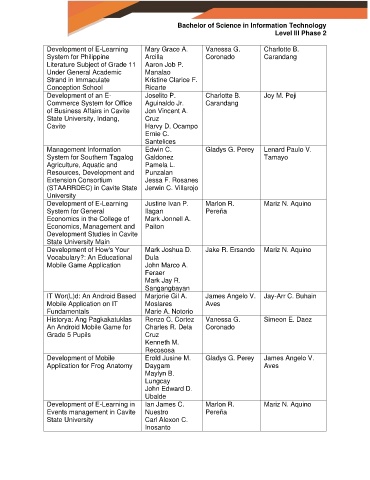 Bachelor of Science in Information Technology
Level III Phase 2
Development of E-Learning System for Philippine Literature Subject of Grade 11 Under General Academic Strand in Immaculate Conception School
Mary Grace A. Arcilla
Aaron Job P. Manalao
Kristine Clarice F. Ricarte
Vanessa G. Coronado
Charlotte B. Carandang
Development of an E-Commerce System for Office of Business Affairs in Cavite State University, Indang, Cavite
Joselito P. Aguinaldo Jr.
Jon Vincent A. Cruz
Harvy D. Ocampo
Ernie C. Santelices
Charlotte B. Carandang
Joy M. Peji
Management Information System for Southern Tagalog Agriculture, Aquatic and Resources, Development and Extension Consortium (STAARRDEC) in Cavite State University
Edwin C. Galdonez
Pamela L. Punzalan
Jessa F. Rosanes
Jerwin C. Villarojo
Gladys G. Perey
Lenard Paulo V. Tamayo
Development of E-Learning System for General Economics in the College of Economics, Management and Development Studies in Cavite State University Main
Justine Ivan P. Ilagan
Mark Jonnell A. Paiton
Marlon R. Pereña
Mariz N. Aquino
Development of How's Your Vocabulary?: An Educational Mobile Game Application
Mark Joshua D. Dula
John Marco A. Feraer
Mark Jay R. Sangangbayan
Jake R. Ersando
Mariz N. Aquino
IT Wor(L)d: An Android Based Mobile Application on IT Fundamentals
Marjorie Gil A. Moslares
Marle A. Notorio
James Angelo V. Aves
Jay-Arr C. Buhain
Historya: Ang Pagkakatuklas An Android Mobile Game for Grade 5 Pupils
Renzo C. Cortez
Charles R. Dela Cruz
Kenneth M. Recososa
Vanessa G. Coronado
Simeon E. Daez
Development of Mobile Application for Frog Anatomy
Erold Jusine M. Daygam
Maylyn B. Lungcay
John Edward D. Ubalde
Gladys G. Perey
James Angelo V. Aves
Development of E-Learning in Events management in Cavite State University
Ian James C. Nuestro
Carl Alexon C. Inosanto
Marlon R. Pereña
Mariz N. Aquino